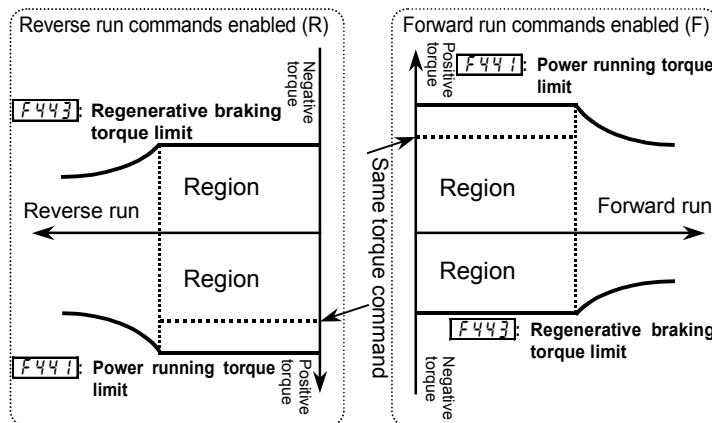 Reverse run commands enabled (R)
Negative
torque
F443: Regenerative braking
torque limit
Region
Reverse run
Region
F441: Power running torque
limit
Positive
torque
Same torque command
Forward run commands enabled (F)
Positive
torque
F441: Power running torque
limit
Region
Forward run
Region
F443: Regenerative braking
torque limit
Negative
torque